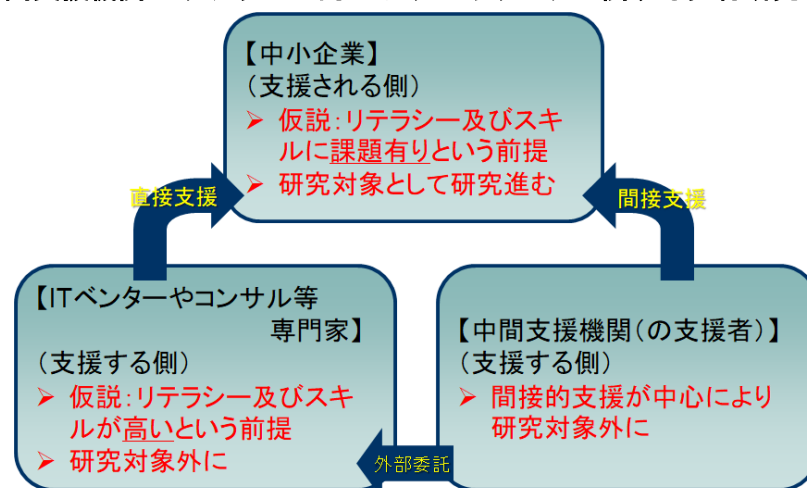 【中小企業】
(支援される側)
➢ 仮説:リテラシー及びスキ
ルに課題有りという前提
➢ 研究対象として研究進む
直接支援
間接支援
【ITベンターやコンサル等
専門家】
(支援する側)
➢ 仮説:リテラシー及びスキ
ルが高いという前提
➢ 研究対象外に
【中間支援機関(の支援者)】
(支援する側)
➢ 間接的支援が中心により
研究対象外に
外部委託